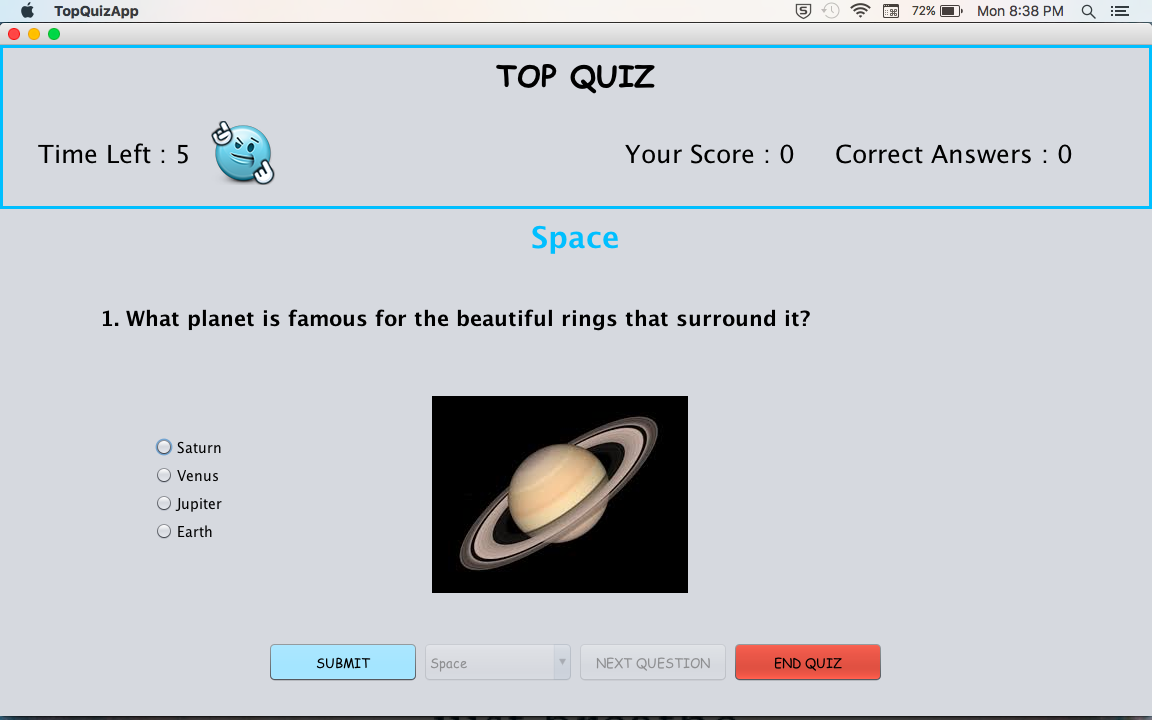 TopQuizApp 72% Mon 8:38 PM
TOP QUIZ
Time Left : 5 Your Score : 0 Correct Answers : 0
Space
1. What planet is famous for the beautiful rings that surround it?
Saturn
Venus
Jupiter
Earth
SUBMIT Space NEXT QUESTION END QUIZ